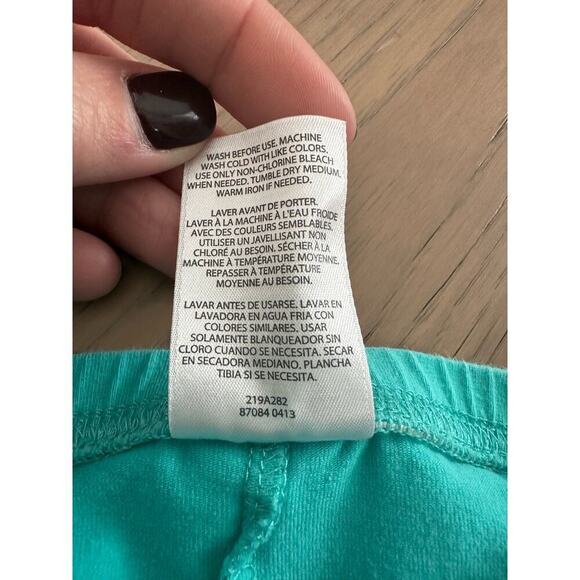 WASH BEFORE USE. MACHINE
WASH COLD WITH LIKE COLORS.
USE ONLY NON-CHLORINE BLEACH
WHEN NEEDED. TUMBLE DRY MEDIUM.
WARM IRON IF NEEDED.
LAVER AVANT DE PORTER.
LAVER À LA MACHINE À L'EAU FROIDE
AVEC DES COULEURS SEMBLABLES.
UTILISER UN JAVELLISANT NON
CHLORÉ AU BESOIN. SÉCHER À LA
MACHINE À TEMPÉRATURE MOYENNE.
REPASSER À TEMPÉRATURE
MOYENNE AU BESOIN.
LAVAR ANTES DE USARSE. LAVAR EN
LAVADORA EN AGUA FRIA CON
COLORES SIMILARES. USAR
SOLAMENTE BLANQUEADOR SIN
CLORO CUANDO SE NECESITA. SECAR
EN SECADORA MEDIANO. PLANCHA
TIBIA SI SE NECESITA.
219A282
87084 0413